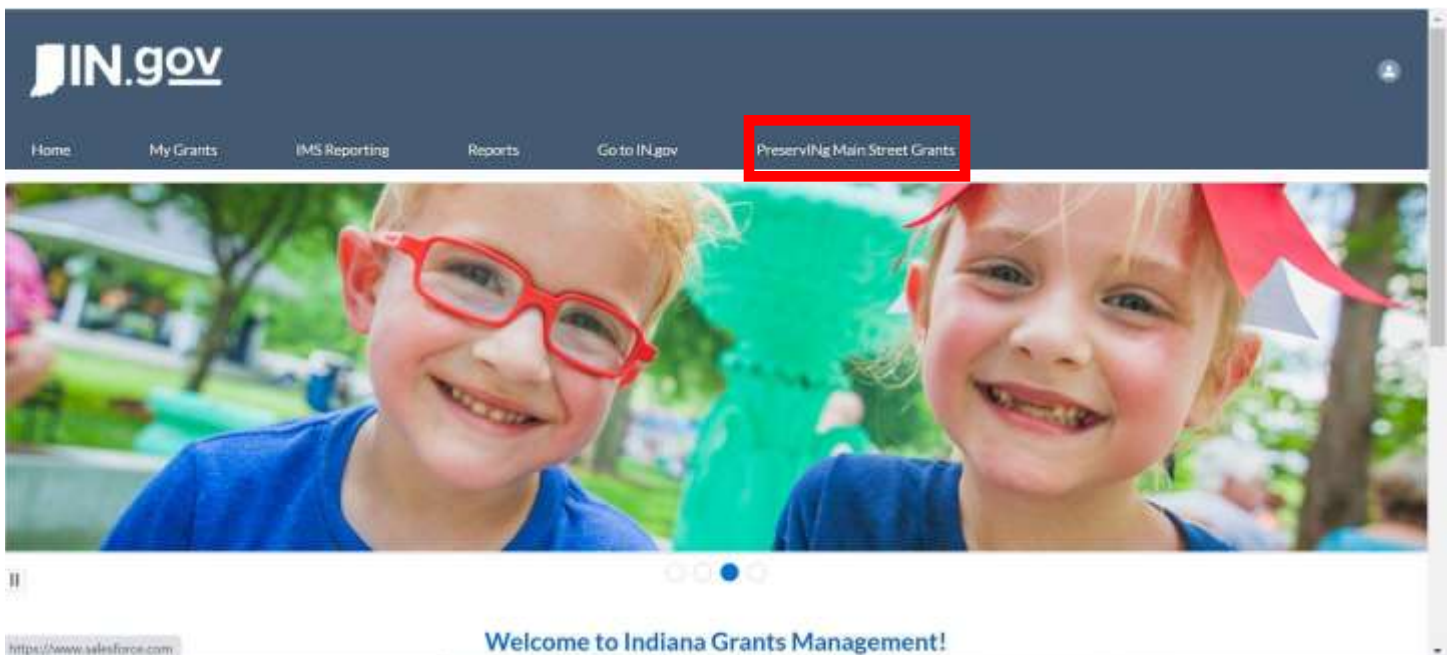 IN.gov
Home My Grants IMS Reporting Reports Go to IN.gov PreservINg Main Street Grants
Welcome to Indiana Grants Management!
https://www.salesforce.com